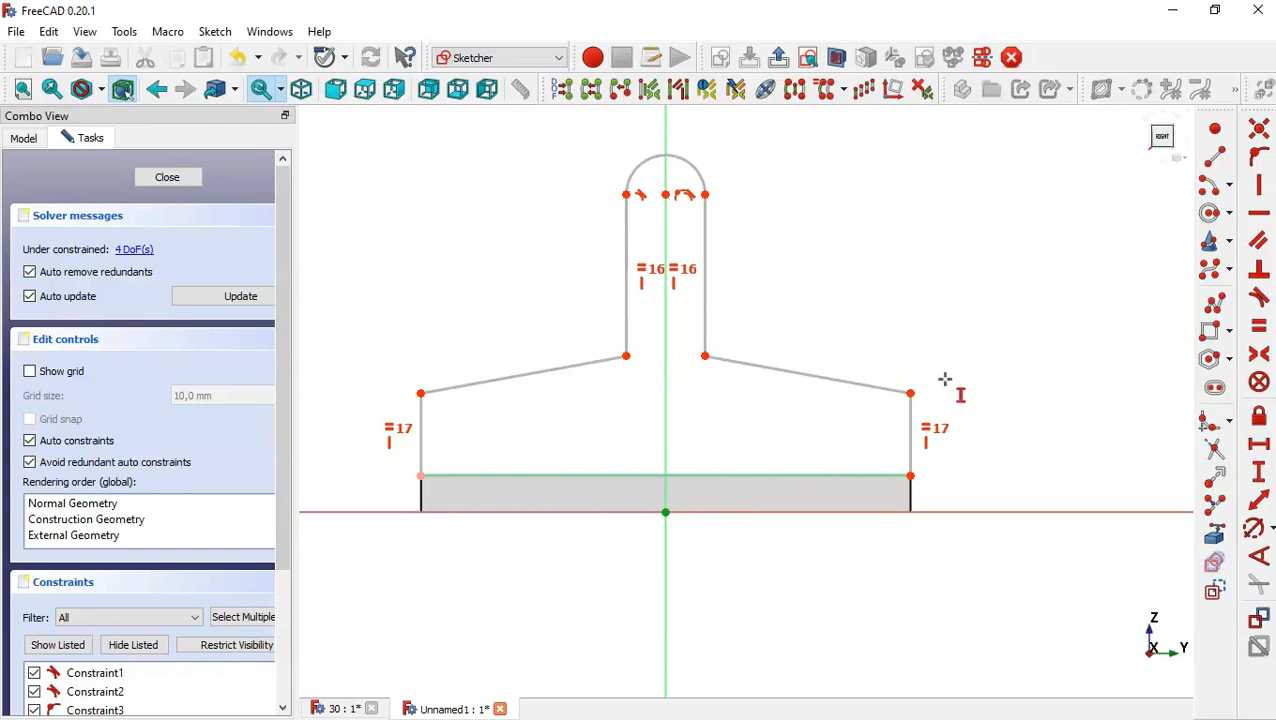 FreeCAD 0.20.1
File Edit View Tools Macro Sketch Windows Help
Sketcher
Combo View
Model Tasks
Close
Solver messages
Under constrained: 4 DoF(s)
Auto remove redundants
Auto update Update
Edit controls
Show grid
Grid size: 10,0 mm
Grid snap
Auto constraints
Avoid redundant auto constraints
Rendering order (global):
Normal Geometry
Construction Geometry
External Geometry
Constraints
Filter: All Select Multiple
Show Listed Hide Listed Restrict Visibility
Constraint1
Constraint2
Constraint3
RIGHT
=16 =16
=17 =17
Z
X Y
30 : 1* Unnamed1 : 1*